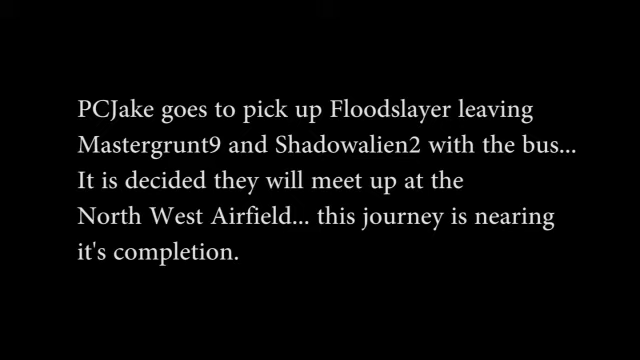 PCJake goes to pick up Floodslayer leaving
Mastergrunt9 and Shadowalien2 with the bus...
It is decided they will meet up at the
North West Airfield... this journey is nearing
it's completion.